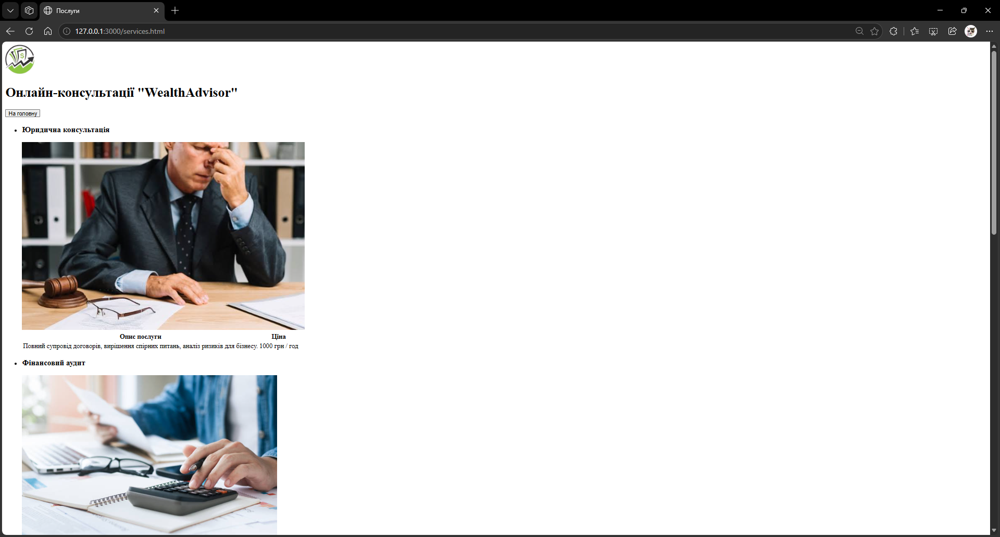 Послуги
127.0.0.1:3000/services.html
Онлайн-консультації "WealthAdvisor"
На головну
Юридична консультація
Опис послуги Ціна
Повний супровід договорів, вирішення спірних питань, аналіз ризиків для бізнесу. 1000 грн / год
Фінансовий аудит